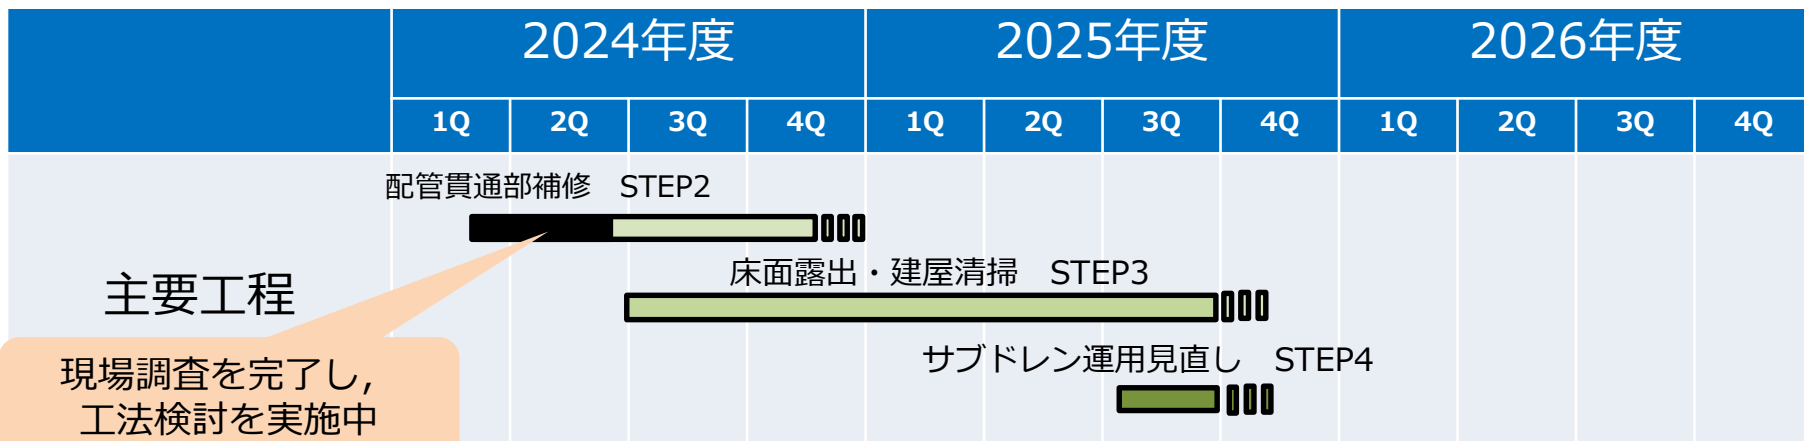 2024年度 2025年度 2026年度
1Q 2Q 3Q 4Q 1Q 2Q 3Q 4Q 1Q 2Q 3Q 4Q
配管貫通部補修　STEP2
床面露出・建屋清掃　STEP3
主要工程
サブドレン運用見直し　STEP4
現場調査を完了し,
工法検討を実施中